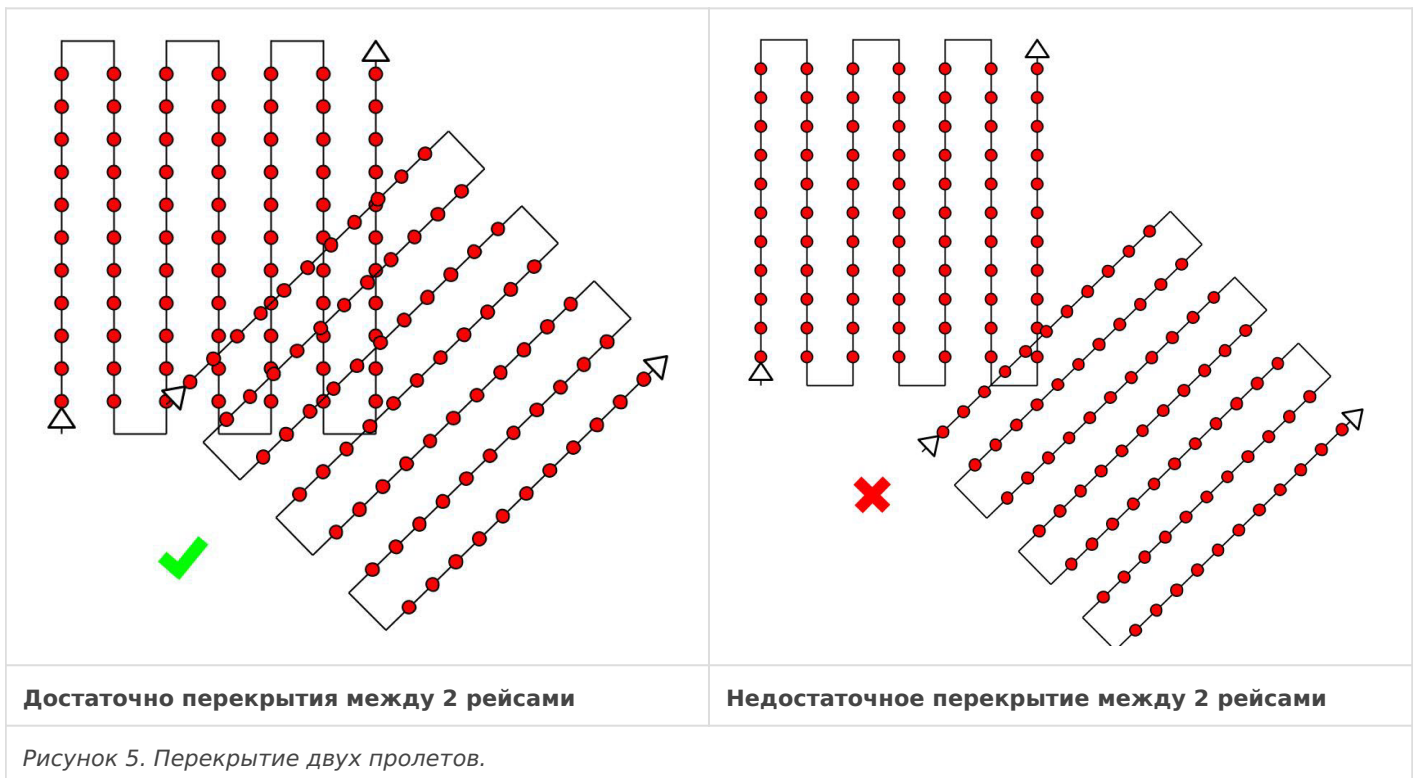 Достаточно перекрытия между 2 рейсами
Недостаточное перекрытие между 2 рейсами
Рисунок 5. Перекрытие двух пролетов.